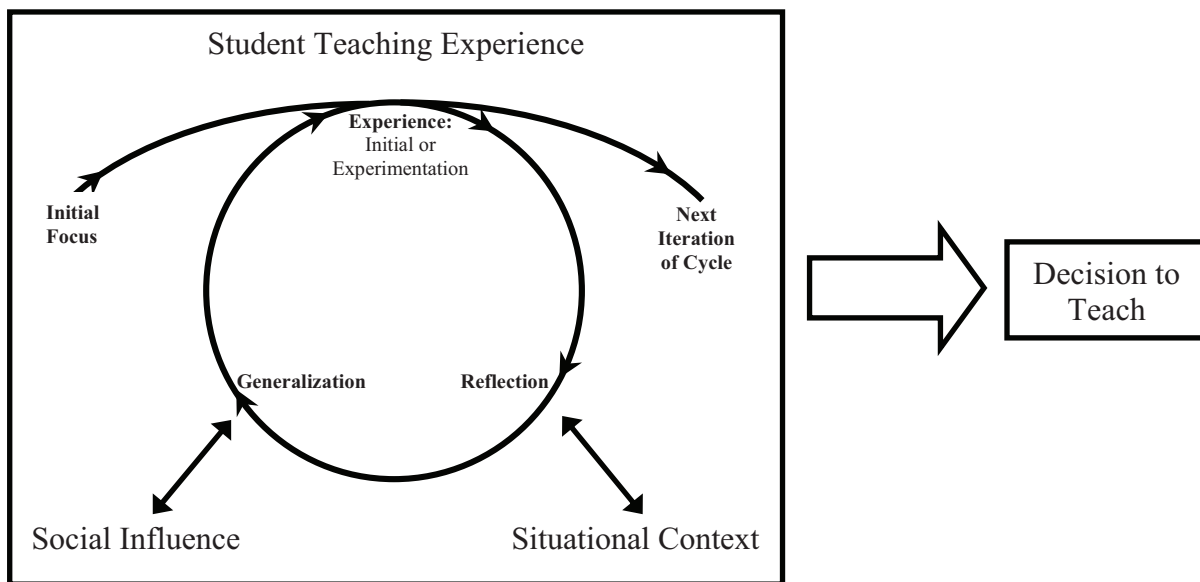 Student Teaching Experience
Experience:
Initial or
Experimentation
Initial
Focus
Next
Iteration
of Cycle
Decision to
Teach
Generalization
Reflection
Social Influence
Situational Context